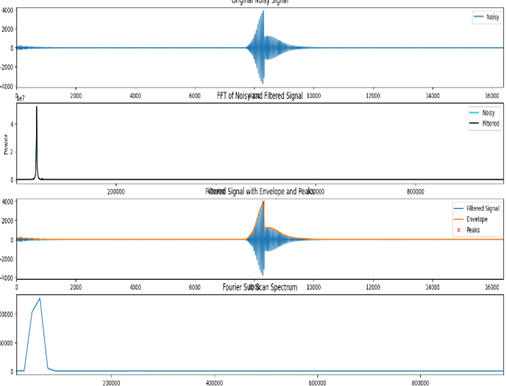 Original Noisy Signal
4000
2000
0
-2000
-4000
Noisy
0 2000 4000 6000 10000 12000 14000 16000
FFT of Noisy and Filtered Signal
1e7
4
2
0
Power
Noisy
Filtered
200000 800000
Filtered Signal with Envelope and Peaks
4000
2000
0
-2000
-4000
Filtered Signal
Envelope
Peaks
0 2000 4000 6000 10000 12000 14000 16000
Fourier Sub Scan Spectrum
0
200000 400000 600000 800000